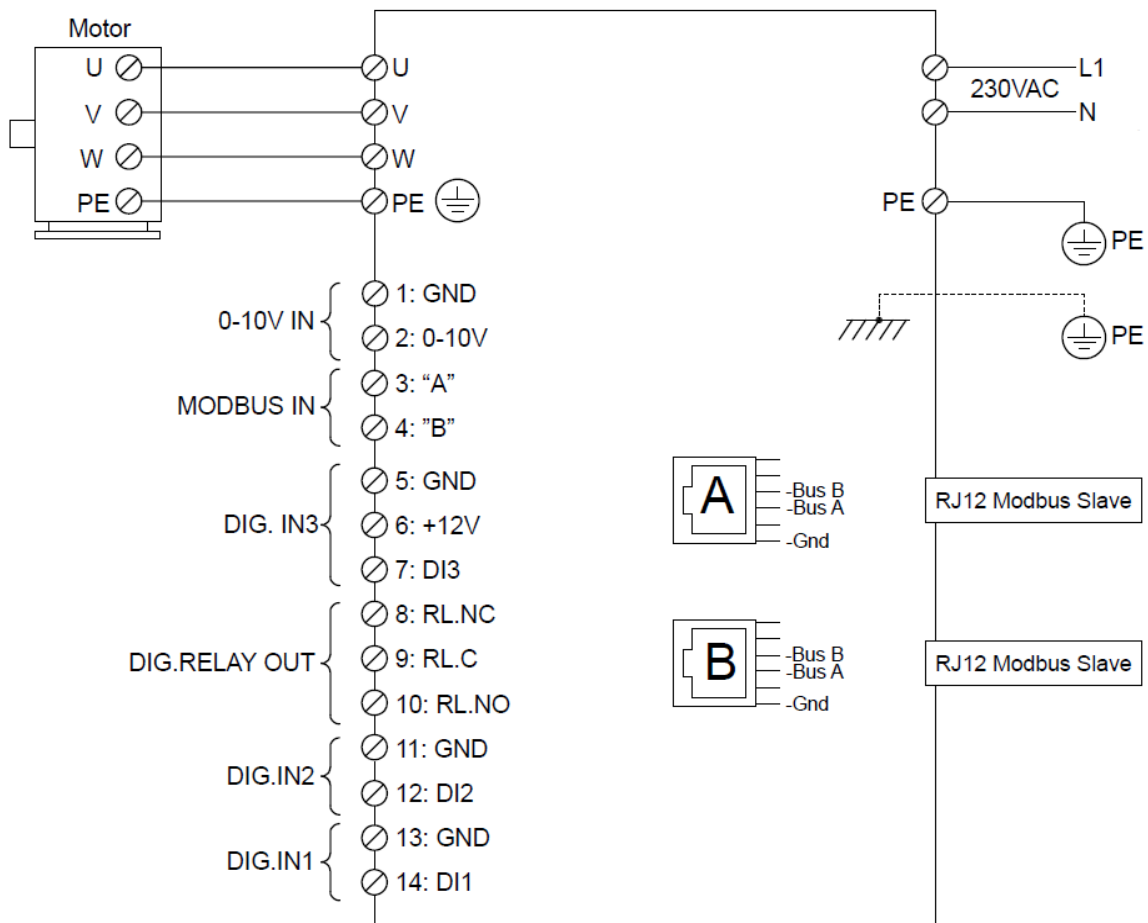 Motor
U
V
W
PE
U
V
W
PE
L1
230VAC
N
PE
PE
PE
0-10V IN
1: GND
2: 0-10V
MODBUS IN
3: “A”
4: ”B”
DIG. IN3
5: GND
6: +12V
7: DI3
DIG.RELAY OUT
8: RL.NC
9: RL.C
10: RL.NO
DIG.IN2
11: GND
12: DI2
DIG.IN1
13: GND
14: DI1
A
-Bus B
-Bus A
-Gnd
RJ12 Modbus Slave
B
-Bus B
-Bus A
-Gnd
RJ12 Modbus Slave